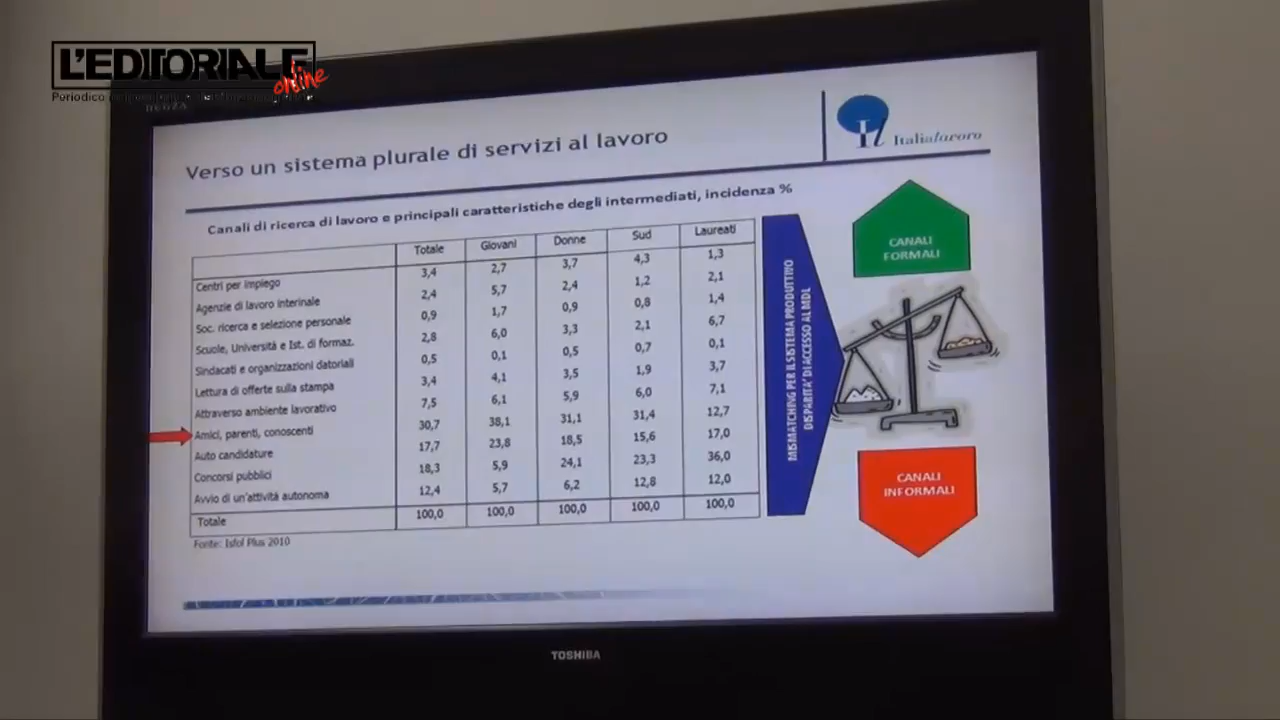 L'EDITORIALE
online
Verso un sistema plurale di servizi al lavoro
Il Italialavoro
Canali di ricerca di lavoro e principali caratteristiche degli intermediati, incidenza %
Totale Giovani Donne Sud Laureati
Centri per impiego 3,4 2,7 3,7 4,3 1,3
Agenzie di lavoro interinale 2,4 5,7 2,4 1,2 2,1
Soc. ricerca e selezione personale 0,9 1,7 0,9 0,8 1,4
Scuole, Università e Ist. di formaz. 2,8 6,0 3,3 2,1 6,7
Sindacati e organizzazioni datoriali 0,5 0,1 0,5 0,7 0,1
Lettura di offerte sulla stampa 3,4 4,1 3,5 1,9 3,7
Attraverso ambiente lavorativo 7,5 6,1 5,9 6,0 7,1
Amici, parenti, conoscenti 30,7 38,1 31,1 31,4 12,7
Auto candidature 17,7 23,8 18,5 15,6 17,0
Concorsi pubblici 18,3 5,9 24,1 23,3 36,0
Avvio di un'attività autonoma 12,4 5,7 6,2 12,8 12,0
Totale 100,0 100,0 100,0 100,0 100,0
Fonte: Isfol Plus 2010
MISMATCHING PER IL SISTEMA PRODUTTIVO
DISPARITA' DI ACCESSO AL MDL
CANALI
FORMALI
CANALI
INFORMALI
TOSHIBA